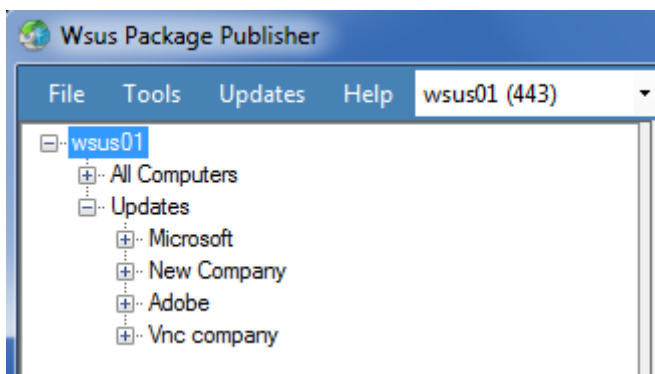 Wsus Package Publisher
File Tools Updates Help wsus01 (443)
wsus01
All Computers
Updates
Microsoft
New Company
Adobe
Vnc company